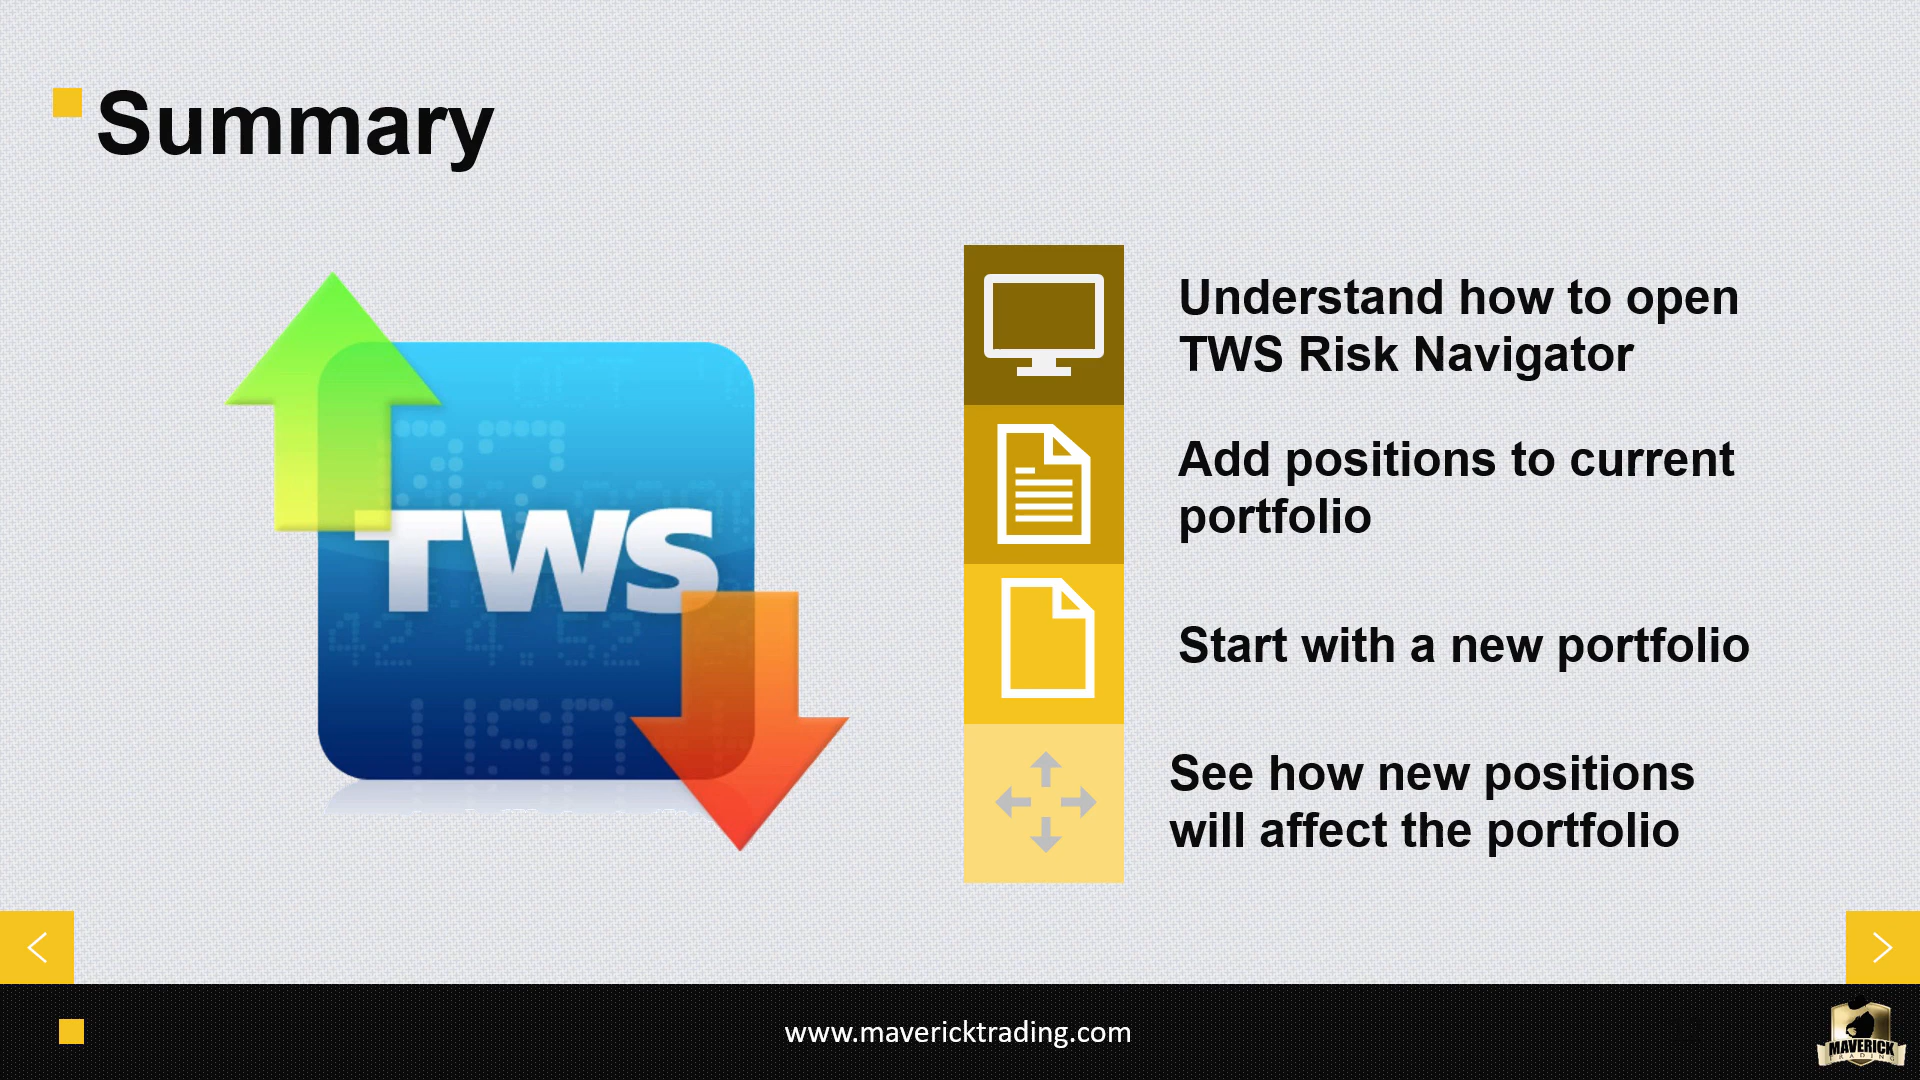 Summary
TWS
Understand how to open
TWS Risk Navigator
Add positions to current
portfolio
Start with a new portfolio
See how new positions
will affect the portfolio
www.mavericktrading.com
MAVERICK
TRADING